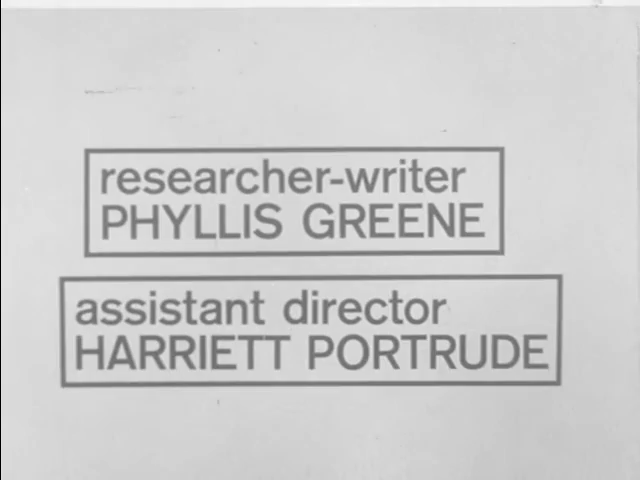 researcher-writer
PHYLLIS GREENE
assistant director
HARRIETT PORTRUDE